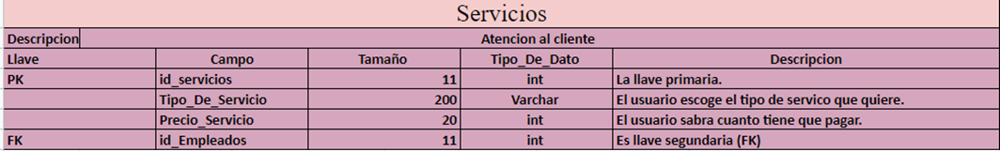 Servicios
Descripcion Atencion al cliente
Llave Campo Tamaño Tipo_De_Dato Descripcion
PK id_servicios 11 int La llave primaria.
Tipo_De_Servicio 200 Varchar El usuario escoge el tipo de servico que quiere.
Precio_Servicio 20 int El usuario sabra cuanto tiene que pagar.
FK id_Empleados 11 int Es llave segundaria (FK)